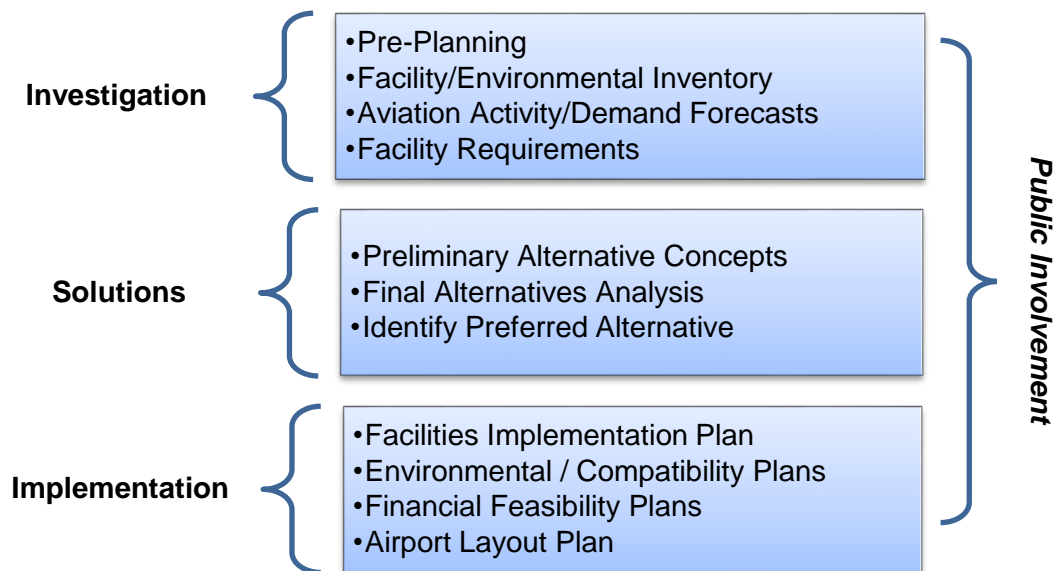 Investigation
•Pre-Planning
•Facility/Environmental Inventory
•Aviation Activity/Demand Forecasts
•Facility Requirements
Solutions
•Preliminary Alternative Concepts
•Final Alternatives Analysis
•Identify Preferred Alternative
Implementation
•Facilities Implementation Plan
•Environmental / Compatibility Plans
•Financial Feasibility Plans
•Airport Layout Plan
Public Involvement